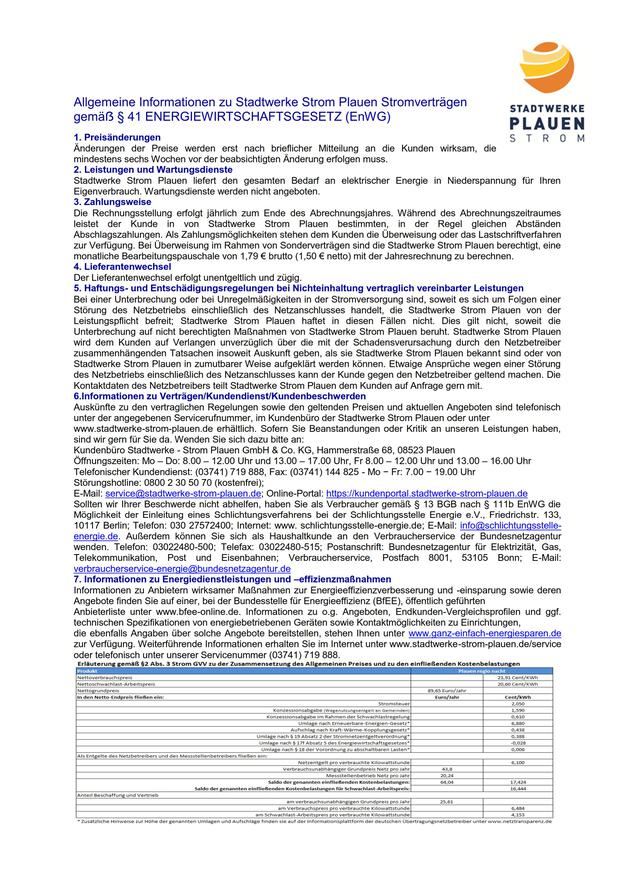 STADTWERKE
PLAUEN
STROM
Allgemeine Informationen zu Stadtwerke Strom Plauen Stromverträgen
gemäß § 41 ENERGIEWIRTSCHAFTSGESETZ (EnWG)
1. Preisänderungen
Änderungen der Preise werden erst nach brieflicher Mitteilung an die Kunden wirksam, die
mindestens sechs Wochen vor der beabsichtigten Änderung erfolgen muss.
2. Leistungen und Wartungsdienste
Stadtwerke Strom Plauen liefert den gesamten Bedarf an elektrischer Energie in Niederspannung für Ihren
Eigenverbrauch. Wartungsdienste werden nicht angeboten.
3. Zahlungsweise
Die Rechnungsstellung erfolgt jährlich zum Ende des Abrechnungsjahres. Während des Abrechnungszeitraumes
leistet der Kunde in von Stadtwerke Strom Plauen bestimmten, in der Regel gleichen Abständen
Abschlagszahlungen. Als Zahlungsmöglichkeiten stehen dem Kunden die Überweisung oder das Lastschriftverfahren
zur Verfügung. Bei Überweisung im Rahmen von Sonderverträgen sind die Stadtwerke Strom Plauen berechtigt, eine
monatliche Bearbeitungspauschale von 1,79 € brutto (1,50 € netto) mit der Jahresrechnung zu berechnen.
4. Lieferantenwechsel
Der Lieferantenwechsel erfolgt unentgeltlich und zügig.
5. Haftungs- und Entschädigungsregelungen bei Nichteinhaltung vertraglich vereinbarter Leistungen
Bei einer Unterbrechung oder bei Unregelmäßigkeiten in der Stromversorgung sind, soweit es sich um Folgen einer
Störung des Netzbetriebes einschließlich des Netzanschlusses handelt, die Stadtwerke Strom Plauen von der
Leistungspflicht befreit; Stadtwerke Strom Plauen haftet in diesen Fällen nicht. Dies gilt nicht, soweit die
Unterbrechung auf nicht berechtigten Maßnahmen von Stadtwerke Strom Plauen beruht. Stadtwerke Strom Plauen
wird dem Kunden auf Verlangen unverzüglich über die mit der Schadensverursachung durch den Netzbetreiber
zusammenhängenden Tatsachen insoweit Auskunft geben, als sie Stadtwerke Strom Plauen bekannt sind oder von
Stadtwerke Strom Plauen in zumutbarer Weise aufgeklärt werden können. Etwaige Ansprüche wegen einer Störung
des Netzbetriebs einschließlich des Netzanschlusses kann der Kunde gegen den Netzbetreiber geltend machen. Die
Kontaktdaten des Netzbetreibers teilt Stadtwerke Strom Plauen dem Kunden auf Anfrage gern mit.
6.Informationen zu Verträgen/Kundendienst/Kundenbeschwerden
Auskünfte zu den vertraglichen Regelungen sowie den geltenden Preisen und aktuellen Angeboten sind telefonisch
unter der angegebenen Servicerufnummer, im Kundenbüro der Stadtwerke Strom Plauen oder unter
www.stadtwerke-strom-plauen.de erhältlich. Sofern Sie Beanstandungen oder Kritik an unseren Leistungen haben,
sind wir gern für Sie da. Wenden Sie sich dazu bitte an:
Kundenbüro Stadtwerke - Strom Plauen GmbH & Co. KG, Hammerstraße 68, 08523 Plauen
Öffnungszeiten: Mo – Do: 8.00 – 12.00 Uhr und 13.00 – 17.00 Uhr, Fr 8.00 – 12.00 Uhr und 13.00 – 16.00 Uhr
Telefonischer Kundendienst: (03741) 719 888, Fax: (03741) 144 825 - Mo − Fr: 7.00 − 19.00 Uhr
Störungshotline: 0800 2 30 50 70 (kostenfrei);
E-Mail: service@stadtwerke-strom-plauen.de; Online-Portal: https://kundenportal.stadtwerke-strom-plauen.de
Sollten wir Ihrer Beschwerde nicht abhelfen, haben Sie als Verbraucher gemäß § 13 BGB nach § 111b EnWG die
Möglichkeit der Einleitung eines Schlichtungsverfahrens bei der Schlichtungsstelle Energie e.V., Friedrichstr. 133,
10117 Berlin; Telefon: 030 27572400; Internet: www. schlichtungsstelle-energie.de; E-Mail: info@schlichtungsstelle-
energie.de. Außerdem können Sie sich als Haushaltskunde an den Verbraucherservice der Bundesnetzagentur
wenden. Telefon: 03022480-500; Telefax: 03022480-515; Postanschrift: Bundesnetzagentur für Elektrizität, Gas,
Telekommunikation, Post und Eisenbahnen; Verbraucherservice, Postfach 8001, 53105 Bonn; E-Mail:
verbraucherservice-energie@bundesnetzagentur.de
7. Informationen zu Energiedienstleistungen und –effizienzmaßnahmen
Informationen zu Anbietern wirksamer Maßnahmen zur Energieeffizienzverbesserung und -einsparung sowie deren
Angebote finden Sie auf einer, bei der Bundesstelle für Energieeffizienz (BfEE), öffentlich geführten
Anbieterliste unter www.bfee-online.de. Informationen zu o.g. Angeboten, Endkunden-Vergleichsprofilen und ggf.
technischen Spezifikationen von energiebetriebenen Geräten sowie Kontaktmöglichkeiten zu Einrichtungen,
die ebenfalls Angaben über solche Angebote bereitstellen, stehen Ihnen unter www.ganz-einfach-energiesparen.de
zur Verfügung. Weiterführende Informationen erhalten Sie im Internet unter www.stadtwerke-strom-plauen.de/service
oder telefonisch unter unserer Servicenummer (03741) 719 888.
Erläuterung gemäß §2 Abs. 3 Strom GVV zu der Zusammensetzung des Allgemeinen Preises und zu den einfließenden Kostenbelastungen
Produkt Plauen regio nacht
Nettoverbrauchspreis 23,91 Cent/KWh
Nettoschwachlast-Arbeitspreis 20,60 Cent/KWh
Nettogrundpreis 89,65 Euro/Jahr
In den Netto-Endpreis fließen ein: Euro/Jahr Cent/kWh
Stromsteuer 2,050
Konzessionsabgabe (Wegenutzungsentgelt an Gemeinden) 1,590
Konzessionsabgabe im Rahmen der Schwachlastregelung 0,610
Umlage nach Erneuerbare-Energien-Gesetz* 6,880
Aufschlag nach Kraft-Wärme-Kopplungsgesetz* 0,438
Umlage nach § 19 Absatz 2 der Stromnetzentgeltverordnung* 0,388
Umlage nach § 17f Absatz 5 des Energiewirtschaftsgesetzes* -0,028
Umlage nach § 18 der Verordnung zu abschaltbaren Lasten* 0,006
Als Entgelte des Netzbetreibers und des Messstellenbetreibers fließen ein:
Netzentgelt pro verbrauchte Kilowattstunde 6,100
Verbrauchsunabhängiger Grundpreis Netz pro Jahr 43,8
Messstellenbetrieb Netz pro Jahr 20,24
Saldo der genannten einfließenden Kostenbelastungen: 64,04 17,424
Saldo der genannten einfließenden Kostenbelastungen für Schwachlast-Arbeitspreis: 16,444
Anteil Beschaffung und Vertrieb
am verbrauchsunabhängigen Grundpreis pro Jahr 25,61
am Verbrauchspreis pro verbrauchte Kilowattstunde 6,484
am Schwachlast-Arbeitspreis pro verbrauchte Kilowattstunde 4,153
* Zusätzliche Hinweise zur Höhe der genannten Umlagen und Aufschläge finden sie auf der Informationsplattform der deutschen Übertragungsnetzbetreiber unter www.netztransparenz.de